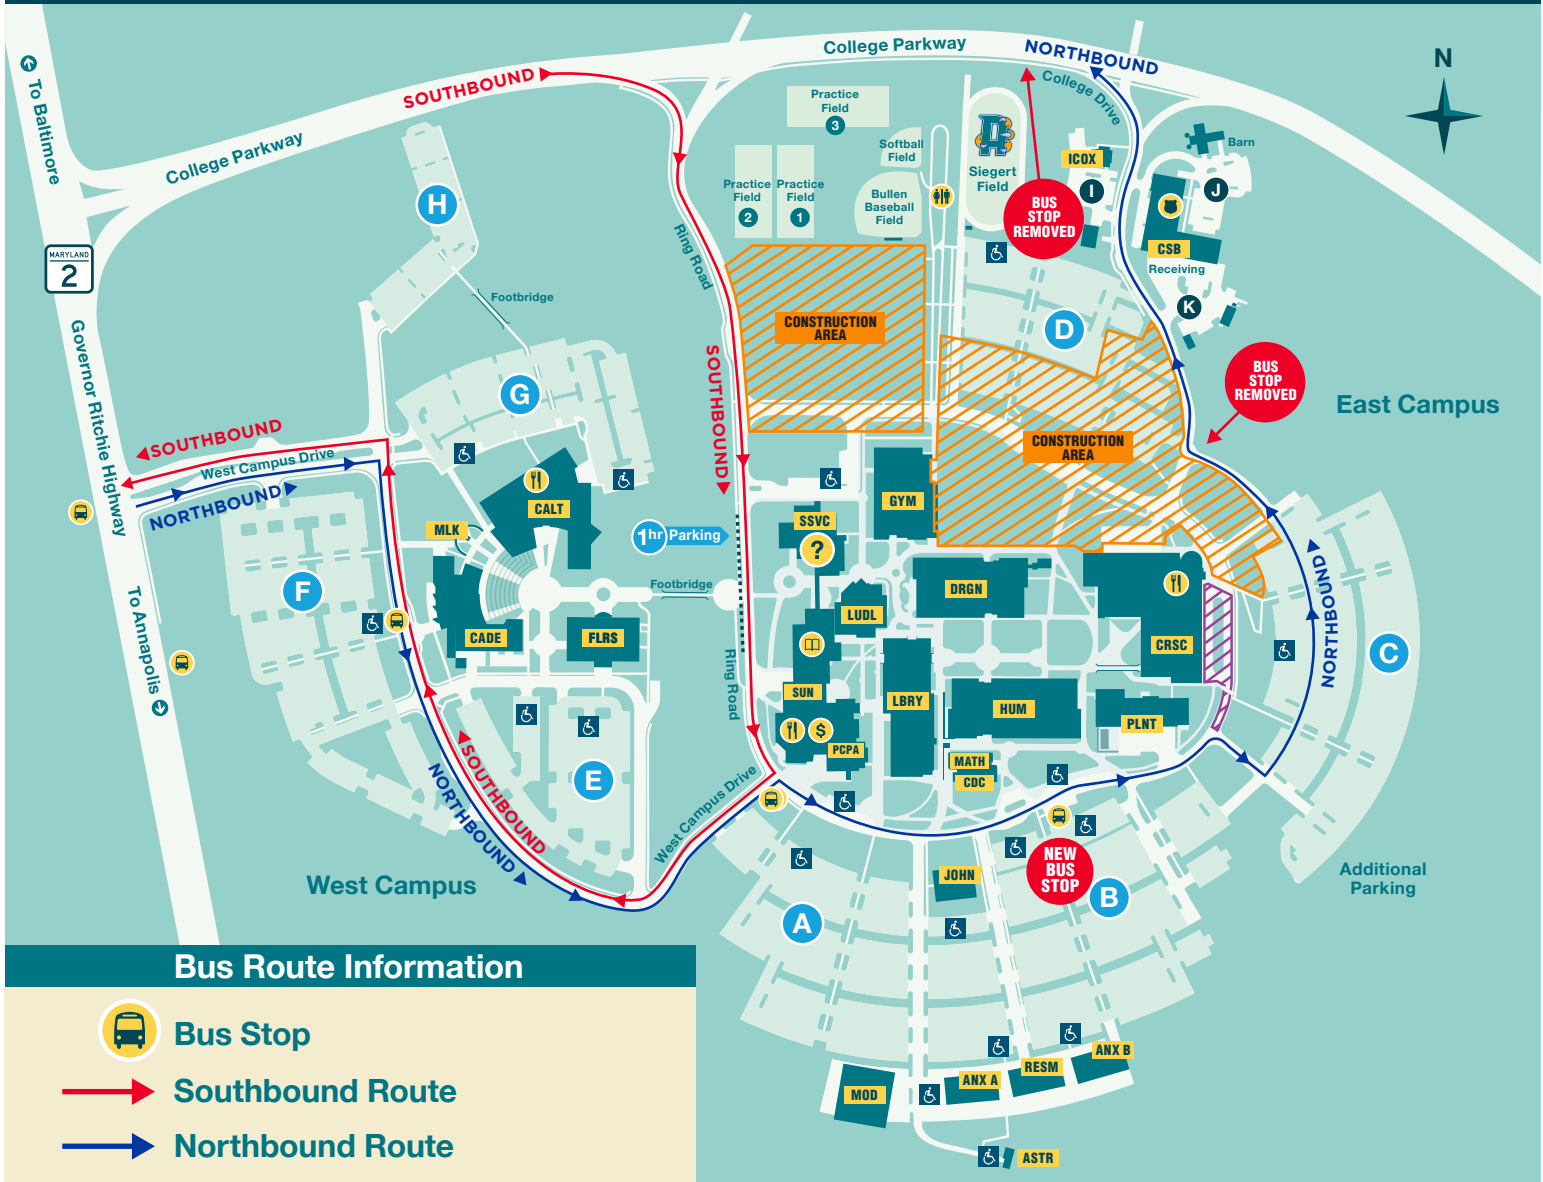 College Parkway
NORTHBOUND
N
SOUTHBOUND
College Drive
To Baltimore
Practice
Field
3
College Parkway
Softball
Field
Barn
ICOX
Siegert
Field
I
J
H
Practice
Field
2
Practice
Field
1
Bullen
Baseball
Field
BUS
STOP
REMOVED
CSB
Receiving
MARYLAND
2
Ring Road
Footbridge
K
CONSTRUCTION
AREA
D
Governor Ritchie Highway
SOUTHBOUND
BUS
STOP
REMOVED
G
East Campus
SOUTHBOUND
CONSTRUCTION
AREA
West Campus Drive
NORTHBOUND
CALT
GYM
MLK
SSVC
?
1hr Parking
Footbridge
NORTHBOUND
F
DRGN
LUDL
To Annapolis
CADE
FLRS
CRSC
C
Ring Road
SUN
LBRY
HUM
PLNT
$
PCPA
MATH
CDC
E
SOUTHBOUND
NORTHBOUND
West Campus Drive
NEW
BUS
STOP
JOHN
West Campus
Additional
Parking
A
B
Bus Route Information
Bus Stop
Southbound Route
Northbound Route
ANX B
RESM
ANX A
MOD
ASTR